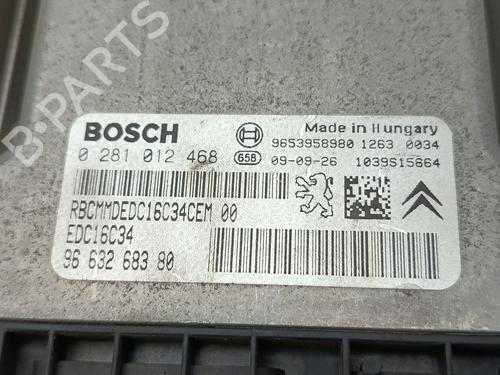 B-PARTS
BOSCH
Made in Hungary
9653958980 1263 0034
0 281 012 468 658 09-09-26 1039S15664
RBCMMDEDC16C34CEM 00
EDC16C34
96 632 683 80